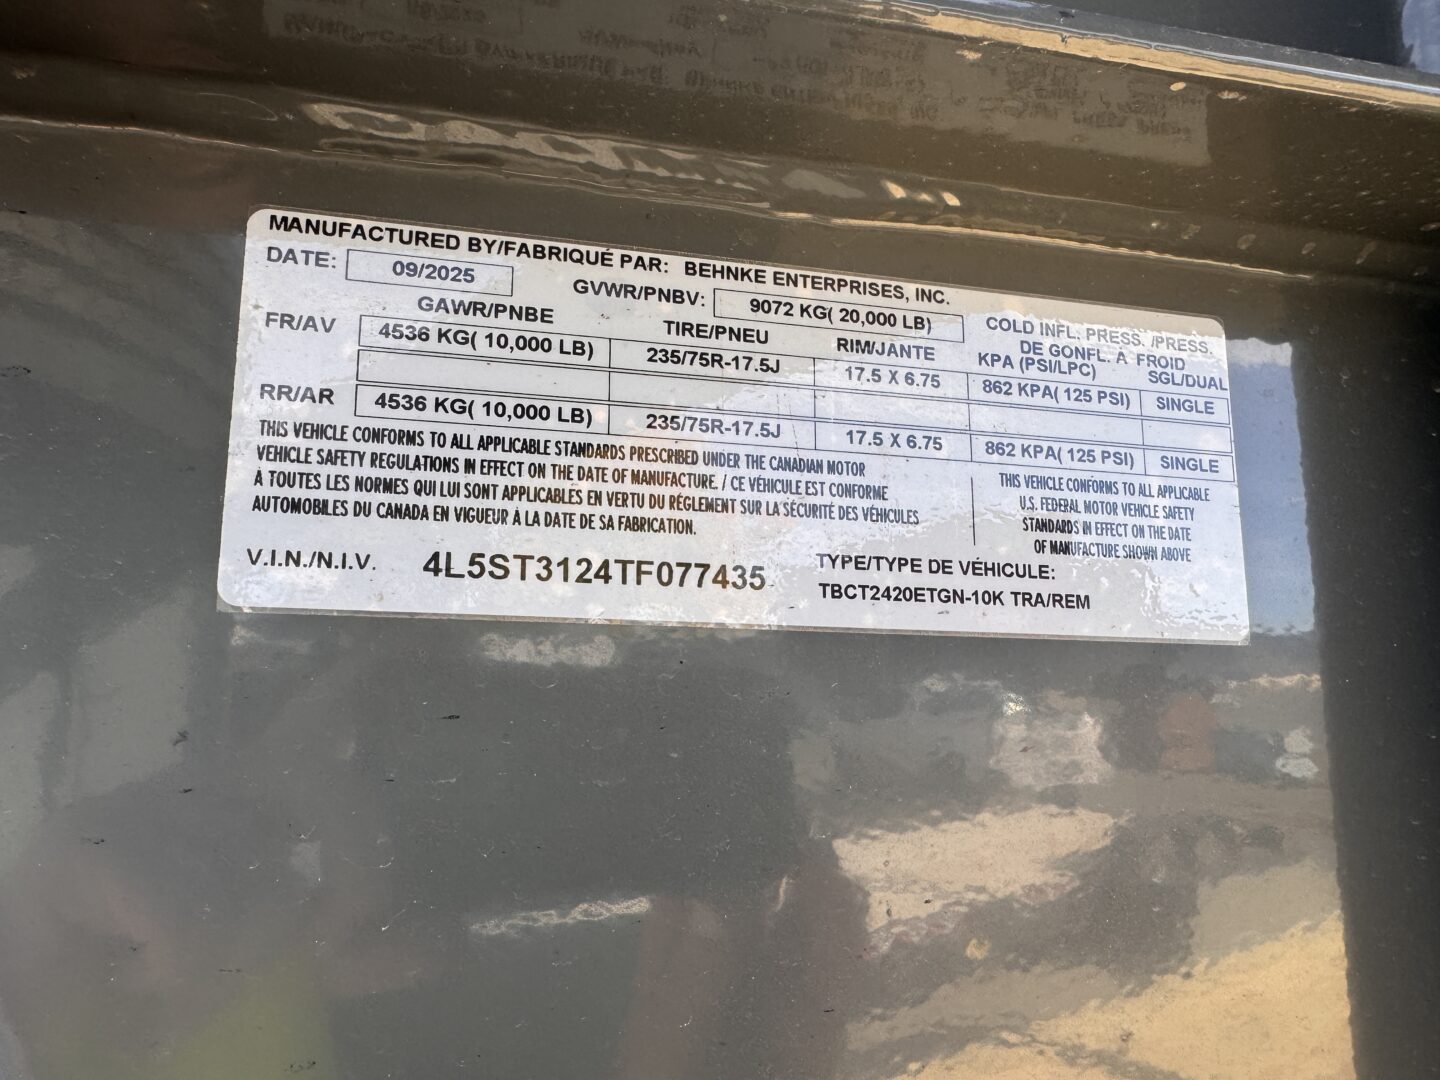 MANUFACTURED BY/FABRIQUÉ PAR: BEHNKE ENTERPRISES, INC.
DATE: 09/2025 GVWR/PNBV: 9072 KG( 20,000 LB)
GAWR/PNBE TIRE/PNEU RIM/JANTE COLD INFL. PRESS. /PRESS.
DE GONFL. A FROID
KPA (PSI/LPC) SGL/DUAL
FR/AV 4536 KG( 10,000 LB) 235/75R-17.5J 17.5 X 6.75 862 KPA( 125 PSI) SINGLE
RR/AR 4536 KG( 10,000 LB) 235/75R-17.5J 17.5 X 6.75 862 KPA( 125 PSI) SINGLE
THIS VEHICLE CONFORMS TO ALL APPLICABLE STANDARDS PRESCRIBED UNDER THE CANADIAN MOTOR
VEHICLE SAFETY REGULATIONS IN EFFECT ON THE DATE OF MANUFACTURE. / CE VÉHICULE EST CONFORME
À TOUTES LES NORMES QUI LUI SONT APPLICABLES EN VERTU DU RÉGLEMENT SUR LA SÉCURITÉ DES VÉHICULES
AUTOMOBILES DU CANADA EN VIGUEUR À LA DATE DE SA FABRICATION.
THIS VEHICLE CONFORMS TO ALL APPLICABLE
U.S. FEDERAL MOTOR VEHICLE SAFETY
STANDARDS IN EFFECT ON THE DATE
OF MANUFACTURE SHOWN ABOVE
V.I.N./N.I.V. 4L5ST3124TF077435
TYPE/TYPE DE VÉHICULE:
TBCT2420ETGN-10K TRA/REM